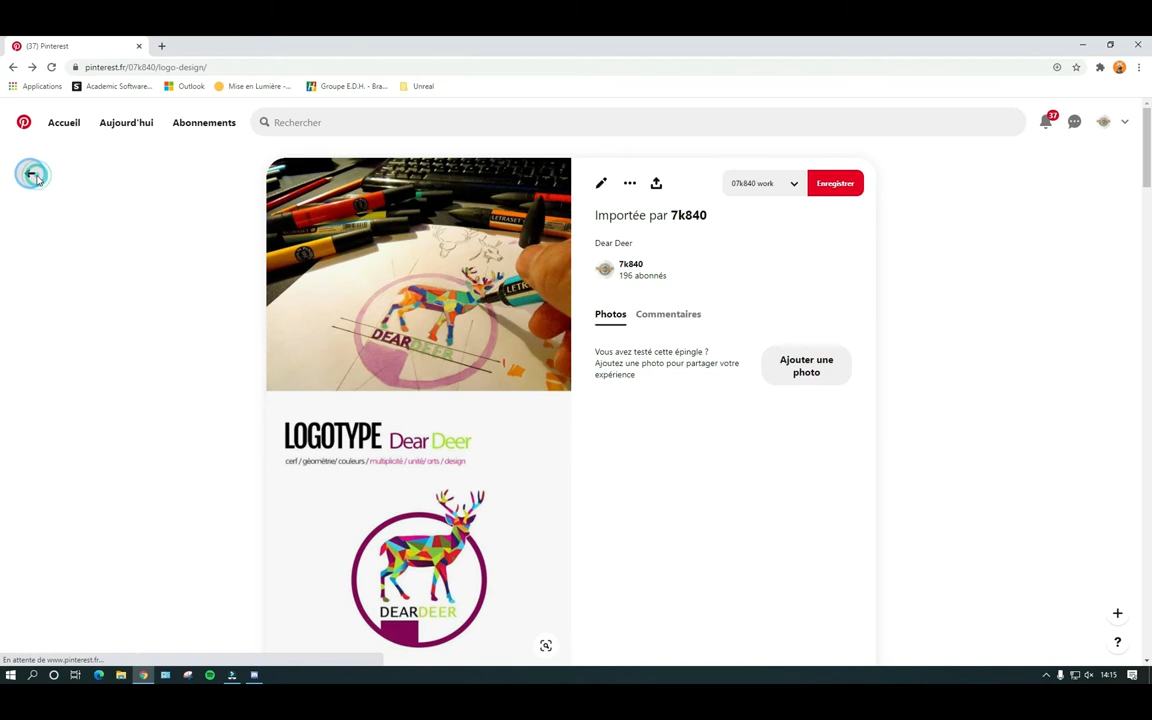 (37) Pinterest
pinterest.fr/07k840/logo-design/
Applications
Academic Software...
Outlook
Mise en Lumière -...
Groupe E.D.H. - Bra...
Unreal
Accueil
Aujourd'hui
Abonnements
Rechercher
37
07k840 work
Enregistrer
Importée par 7k840
Dear Deer
7k840
196 abonnés
Photos
Commentaires
Vous avez testé cette épingle ?
Ajoutez une photo pour partager votre
expérience
Ajouter une
photo
LETRASET
LETRASET
DEARDEER
LOGOTYPE Dear Deer
cerf / géométrie/ couleurs / multiplicité / unité/ arts / design
DEARDEER
En attente de www.pinterest.fr...
14:15